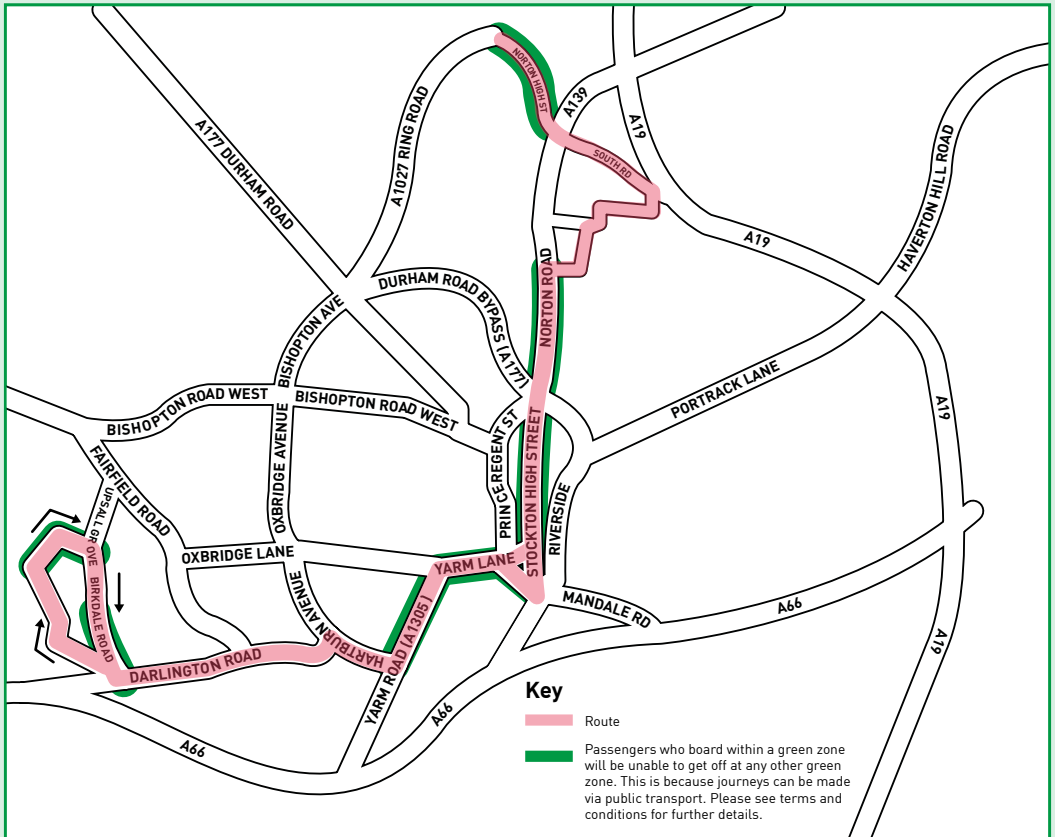 NORTON HIGH ST
A139
A19
SOUTH RD
A177 DURHAM ROAD
A1027 RING ROAD
HAVERTON HILL ROAD
A19
DURHAM ROAD BYPASS (A177)
NORTON ROAD
BISHOPTON AVE
PORTRACK LANE
BISHOPTON ROAD WEST
BISHOPTON ROAD WEST
A19
PRINCE REGENT ST
STOCKTON HIGH STREET
OXBRIDGE AVENUE
FAIRFIELD ROAD
UPSALL GROVE
RIVERSIDE
OXBRIDGE LANE
YARM LANE
BIRKDALE ROAD
HARTBURN AVENUE
MANDALE RD
A66
YARM ROAD (A1305)
A19
DARLINGTON ROAD
A66
A66
Key
Route
Passengers who board within a green zone
will be unable to get off at any other green
zone. This is because journeys can be made
via public transport. Please see terms and
conditions for further details.